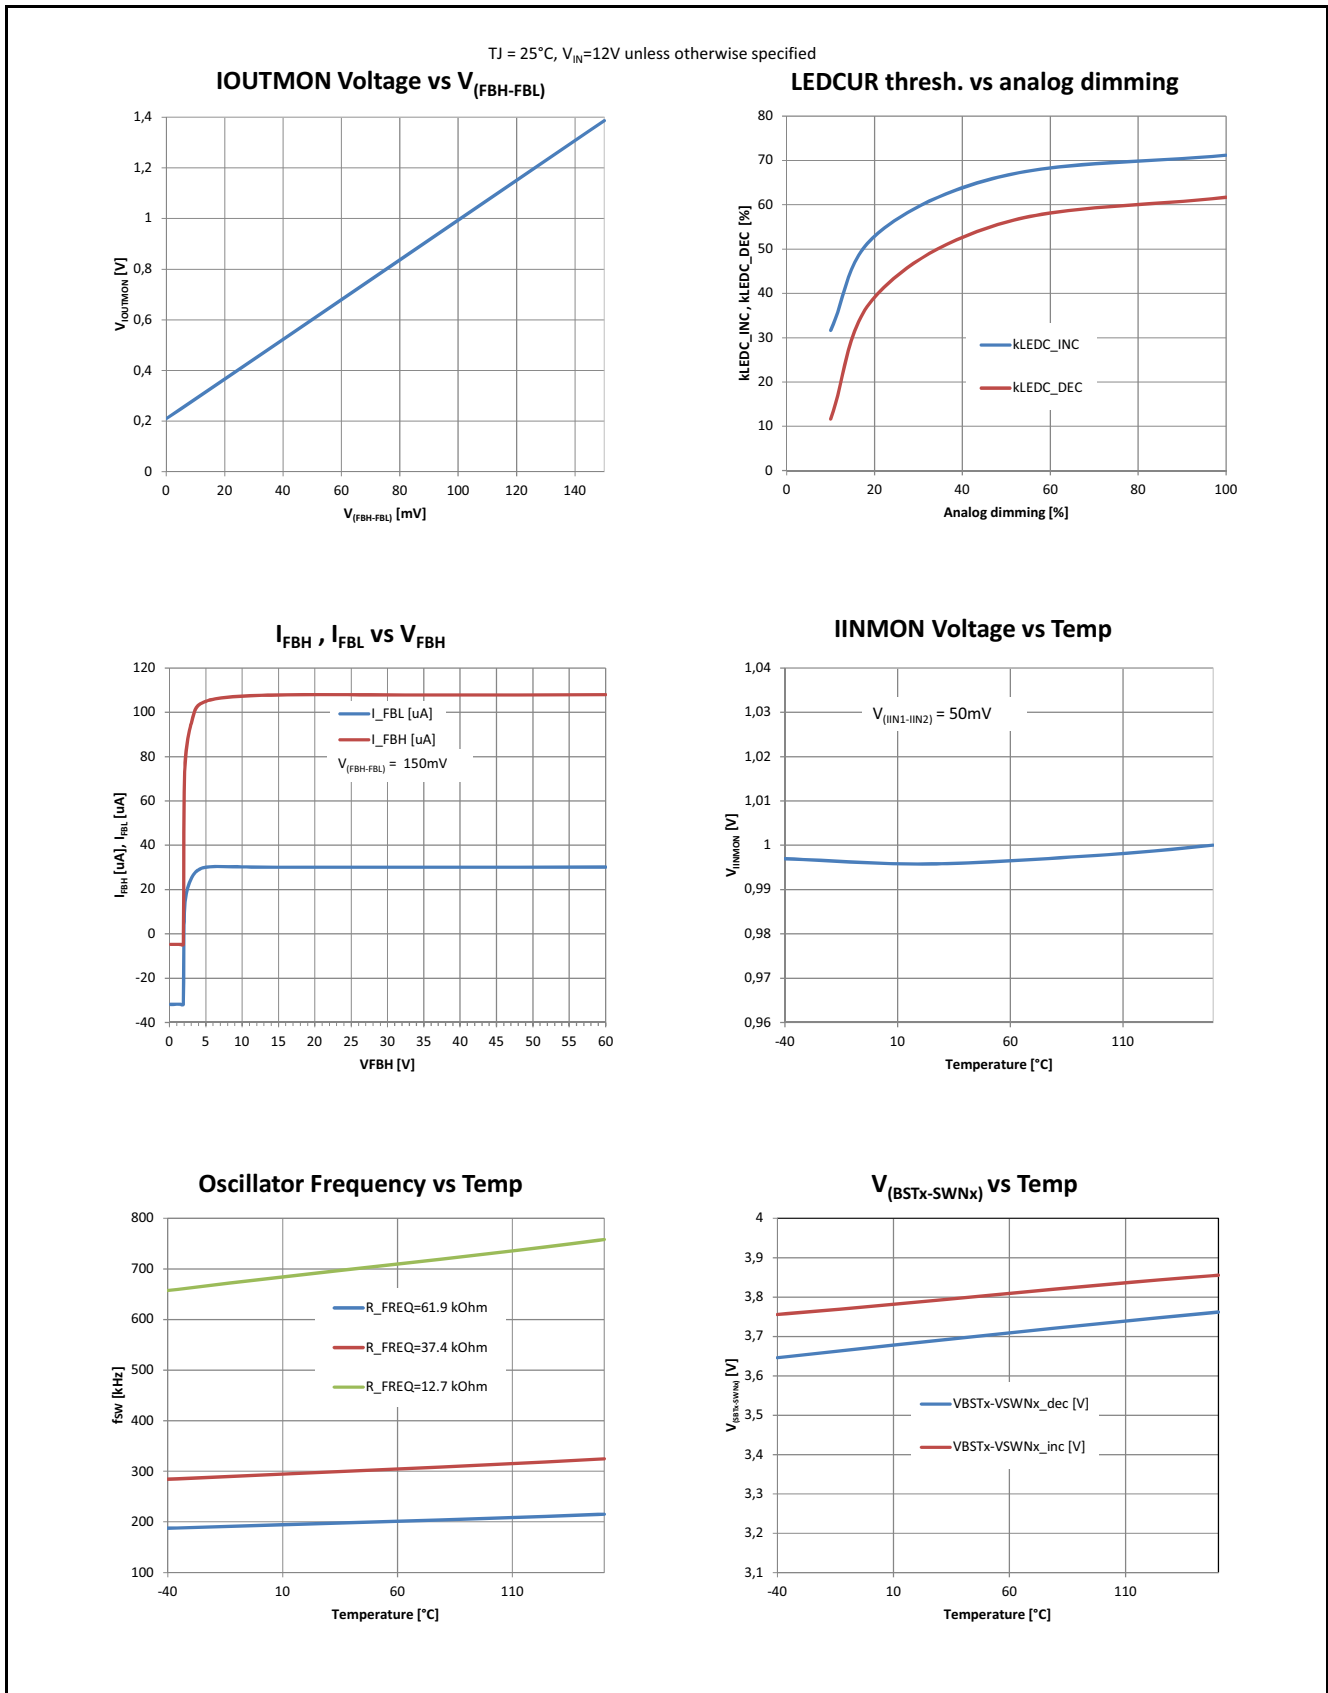 TJ = 25°C, VIN=12V unless otherwise specified
IOUTMON Voltage vs V(FBH-FBL)
1,4
1,2
1
0,8
0,6
0,4
0,2
0
VIOUTMON [V]
0 20 40 60 80 100 120 140
V(FBH-FBL) [mV]
LEDCUR thresh. vs analog dimming
80
70
60
50
40
30
20
10
0
kLEDC_INC , kLEDC_DEC [%]
kLEDC_INC
kLEDC_DEC
0 20 40 60 80 100
Analog dimming [%]
IFBH , IFBL vs VFBH
120
100
80
60
40
20
0
-20
-40
IFBH [uA], IFBL [uA]
I_FBL [uA]
I_FBH [uA]
V(FBH-FBL) = 150mV
0 5 10 15 20 25 30 35 40 45 50 55 60
VFBH [V]
IINMON Voltage vs Temp
1,04
1,03
1,02
1,01
1
0,99
0,98
0,97
0,96
VIINMON [V]
V(IIN1-IIN2) = 50mV
-40 10 60 110
Temperature [°C]
Oscillator Frequency vs Temp
800
700
600
500
400
300
200
100
fsw [kHz]
R_FREQ=61.9 kOhm
R_FREQ=37.4 kOhm
R_FREQ=12.7 kOhm
-40 10 60 110
Temperature [°C]
V(BSTx-SWNx) vs Temp
4
3,9
3,8
3,7
3,6
3,5
3,4
3,3
3,2
3,1
V(SBTx-SWNx) [V]
VBSTx-VSWNx_dec [V]
VBSTx-VSWNx_inc [V]
-40 10 60 110
Temperature [°C]